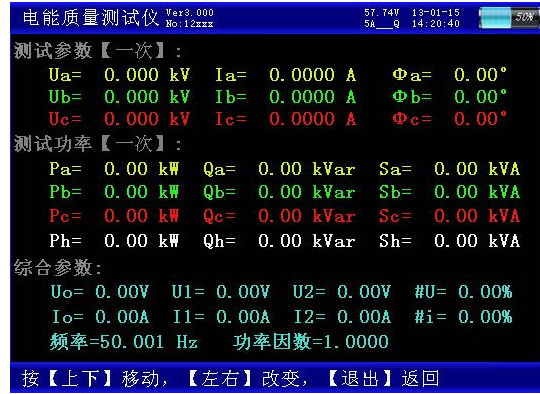 电能质量测试仪 Ver3.000 57.74V 13-01-15 50%
No:12xxx 5A__Q 14:20:40
测试参数【一次】:
Ua= 0.000 kV Ia= 0.0000 A Φa= 0.00°
Ub= 0.000 kV Ib= 0.0000 A Φb= 0.00°
Uc= 0.000 kV Ic= 0.0000 A Φc= 0.00°
测试功率【一次】:
Pa= 0.00 kW Qa= 0.00 kVar Sa= 0.00 kVA
Pb= 0.00 kW Qb= 0.00 kVar Sb= 0.00 kVA
Pc= 0.00 kW Qc= 0.00 kVar Sc= 0.00 kVA
Ph= 0.00 kW Qh= 0.00 kVar Sh= 0.00 kVA
综合参数:
Uo= 0.00V U1= 0.00V U2= 0.00V #U= 0.00%
Io= 0.00A I1= 0.00A I2= 0.00A #i= 0.00%
频率=50.001 Hz 功率因数=1.0000
按【上下】移动,【左右】改变,【退出】返回